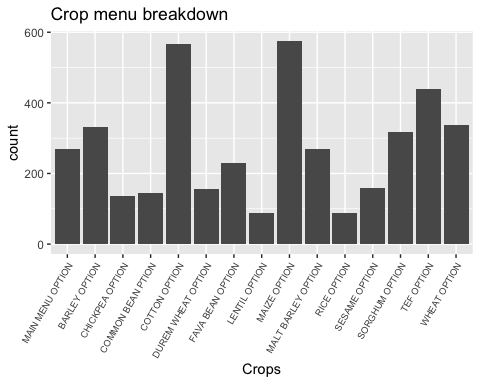 Crop menu breakdown
600
400
200
0
count
MAIN MENU OPTION
BARLEY OPTION
CHICKPEA OPTION
COMMON BEAN PTION
COTTON OPTION
DUREM WHEAT OPTION
FAVA BEAN OPTION
LENTIL OPTION
MAIZE OPTION
MALT BARLEY OPTION
RICE OPTION
SESAME OPTION
SORGHUM OPTION
TEF OPTION
WHEAT OPTION
Crops